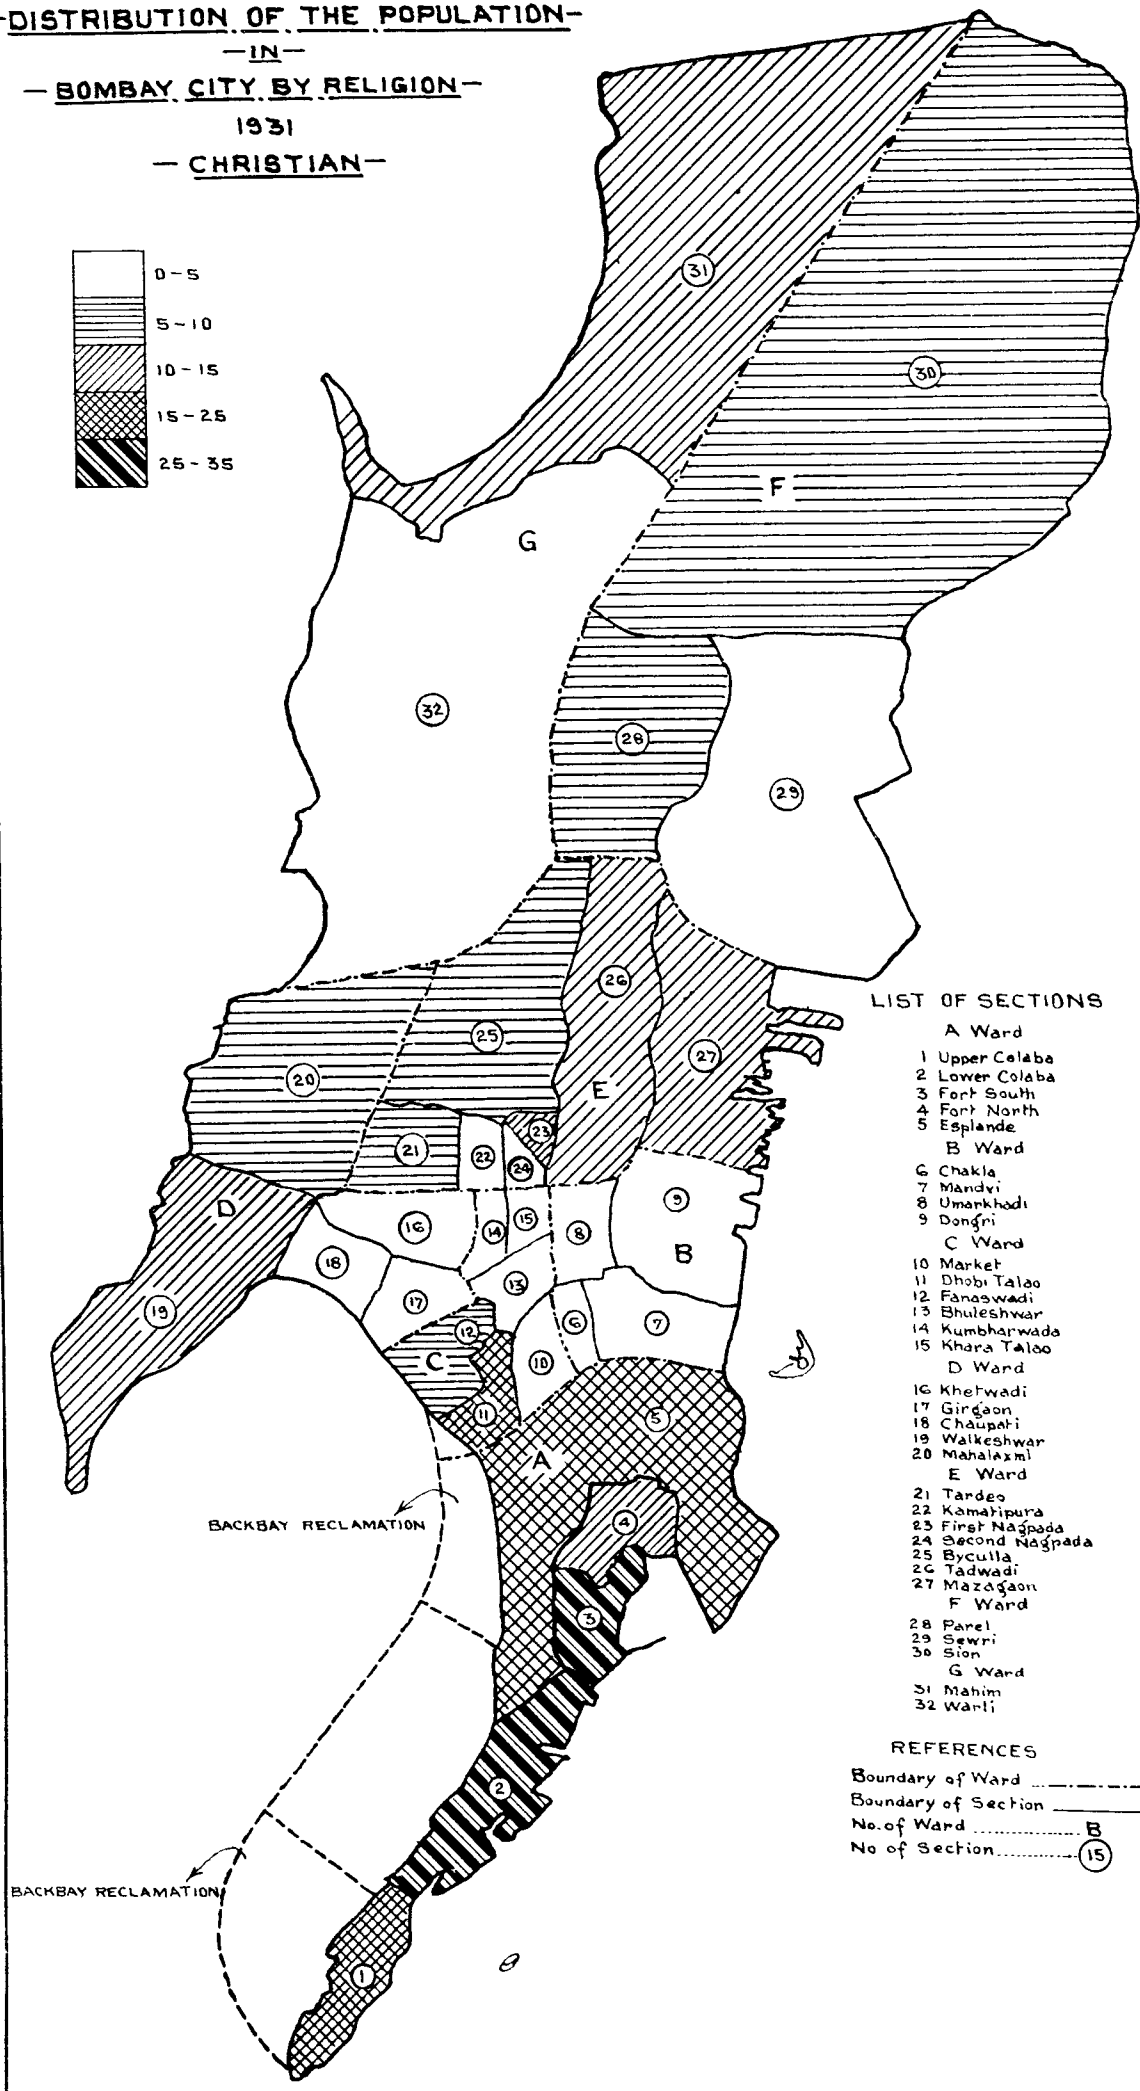 -DISTRIBUTION OF THE POPULATION-
-IN-
-BOMBAY CITY BY RELIGION-
1931
-CHRISTIAN-
0-5
5-10
10-15
15-25
25-35
31
30
F
G
32
28
29
26
25
27
20
E
23
21
22
24
9
D
16
14
15
8
B
18
13
19
17
12
6
7
C
10
11
5
A
BACKBAY RECLAMATION
4
3
2
BACKBAY RECLAMATION
1
LIST OF SECTIONS
A Ward
1 Upper Colaba
2 Lower Colaba
3 Fort South
4 Fort North
5 Esplande
B Ward
6 Chakla
7 Mandvi
8 Umarkhadi
9 Dongri
C Ward
10 Market
11 Dhobi Talao
12 Fanaswadi
13 Bhuleshwar
14 Kumbharwada
15 Khara Talao
D Ward
16 Khetwadi
17 Girgaon
18 Chaupati
19 Walkeshwar
20 Mahalaxmi
E Ward
21 Tardeo
22 Kamatipura
23 First Nagpada
24 Second Nagpada
25 Byculla
26 Tadwadi
27 Mazagaon
F Ward
28 Parel
29 Sewri
30 Sion
G Ward
31 Mahim
32 Warli
REFERENCES
Boundary of Ward
Boundary of Section
No. of Ward .......... B
No of Section .......... 15